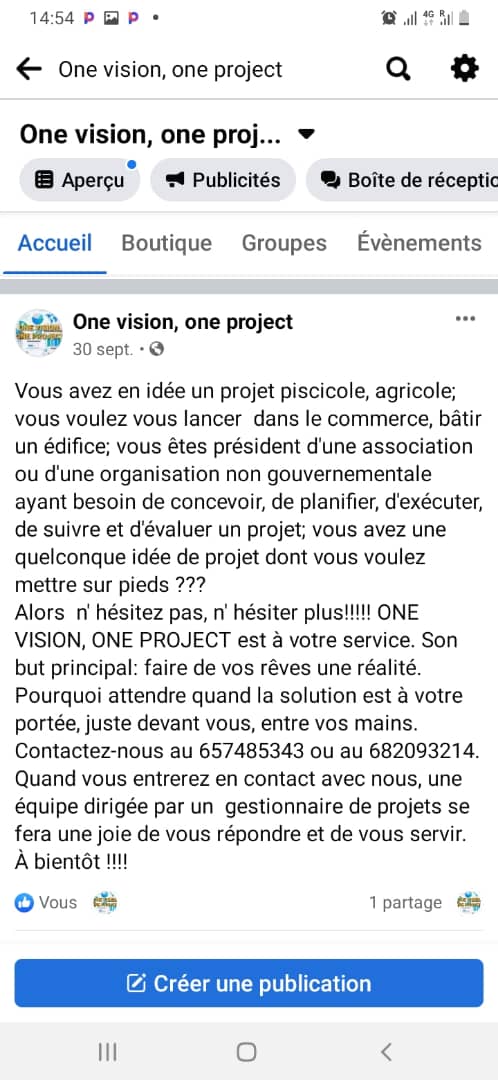 14:54
4G R
One vision, one project
One vision, one proj...
Aperçu
Publicités
Boîte de réceptio
Accueil
Boutique
Groupes
Évènements
One vision, one project
30 sept.
Vous avez en idée un projet piscicole, agricole;
vous voulez vous lancer dans le commerce, bâtir
un édifice; vous êtes président d'une association
ou d'une organisation non gouvernementale
ayant besoin de concevoir, de planifier, d'exécuter,
de suivre et d'évaluer un projet; vous avez une
quelconque idée de projet dont vous voulez
mettre sur pieds ???
Alors n' hésitez pas, n' hésiter plus!!!!! ONE
VISION, ONE PROJECT est à votre service. Son
but principal: faire de vos rêves une réalité.
Pourquoi attendre quand la solution est à votre
portée, juste devant vous, entre vos mains.
Contactez-nous au 657485343 ou au 682093214.
Quand vous entrerez en contact avec nous, une
équipe dirigée par un gestionnaire de projets se
fera une joie de vous répondre et de vous servir.
À bientôt !!!!
Vous
1 partage
Créer une publication